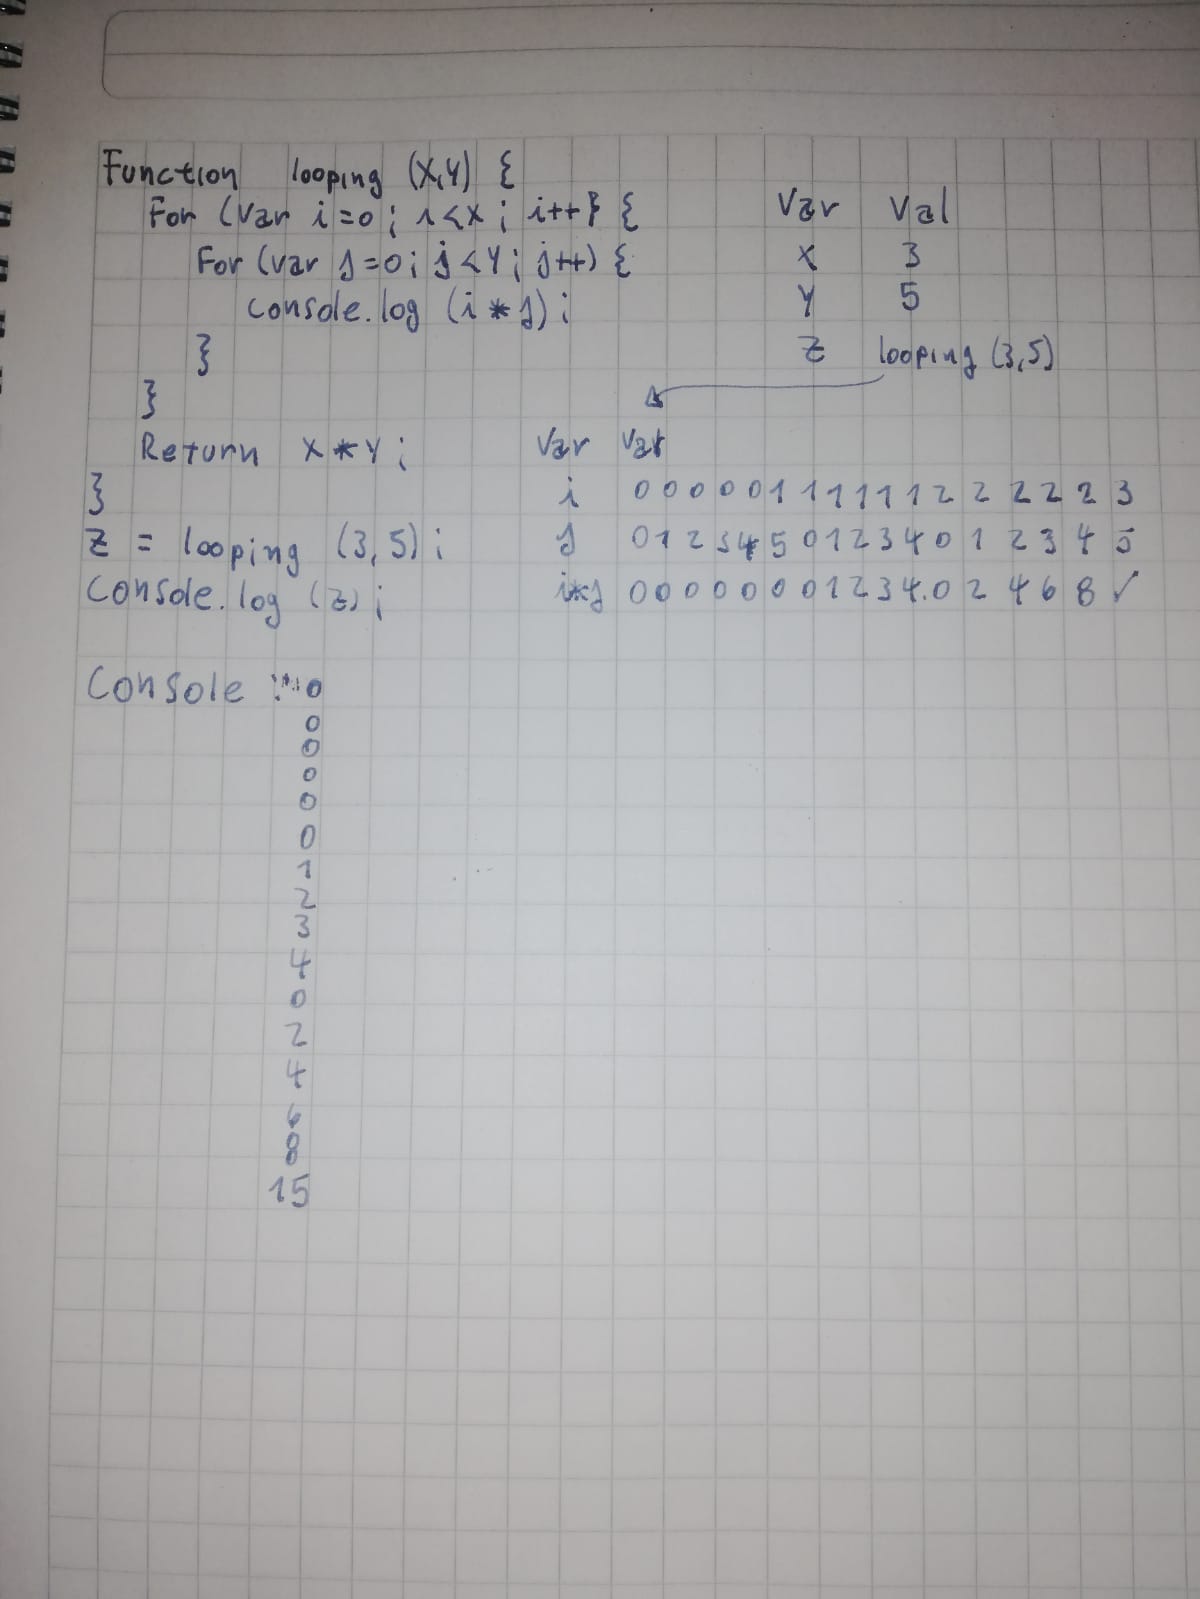 Function looping (X,Y) {
For (var i=0; i<x; i++} {
For (var j=0; j<Y; j++) {
console.log (i * j);
}
}
Return X*Y;
}
Z = looping (3,5);
Console.log (z);
Var Val
X 3
Y 5
Z looping (3,5)
Var
i 0 0 0 0 0 1 1 1 1 1 1 2 2 2 2 2 3
j 0 1 2 3 4 5 0 1 2 3 4 0 1 2 3 4 5
i*j 0 0 0 0 0 0 0 1 2 3 4.0 2 4 6 8 ✓
Console : 0
0
0
0
0
0
1
2
3
4
0
2
4
6
8
15